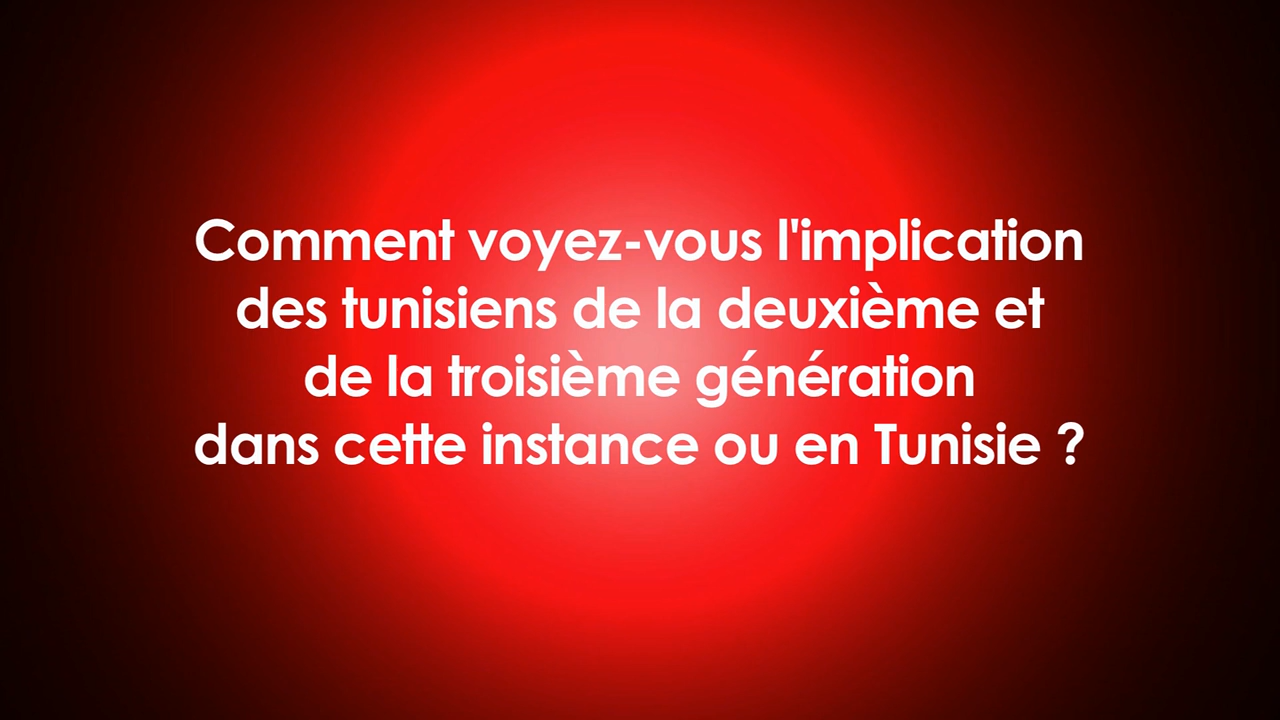 Comment voyez-vous l'implication
des tunisiens de la deuxième et
de la troisième génération
dans cette instance ou en Tunisie ?